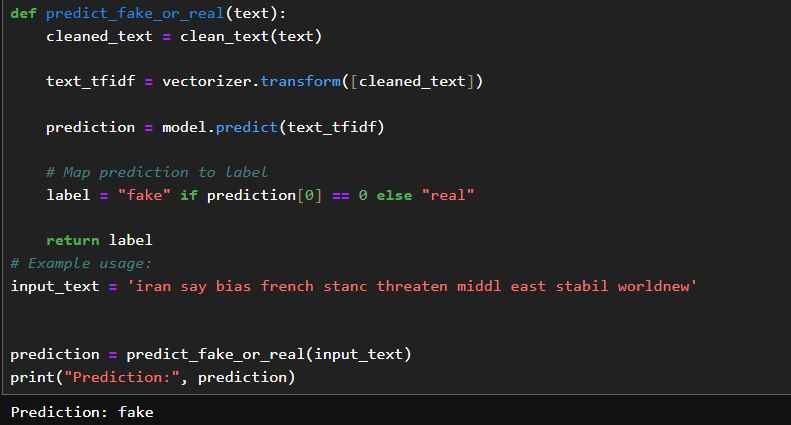 def predict_fake_or_real(text):
    cleaned_text = clean_text(text)
    text_tfidf = vectorizer.transform([cleaned_text])
    prediction = model.predict(text_tfidf)
    # Map prediction to label
    label = "fake" if prediction[0] == 0 else "real"
    return label
# Example usage:
input_text = 'iran say bias french stanc threaten middl east stabil worldnew'
prediction = predict_fake_or_real(input_text)
print("Prediction:", prediction)
Prediction: fake